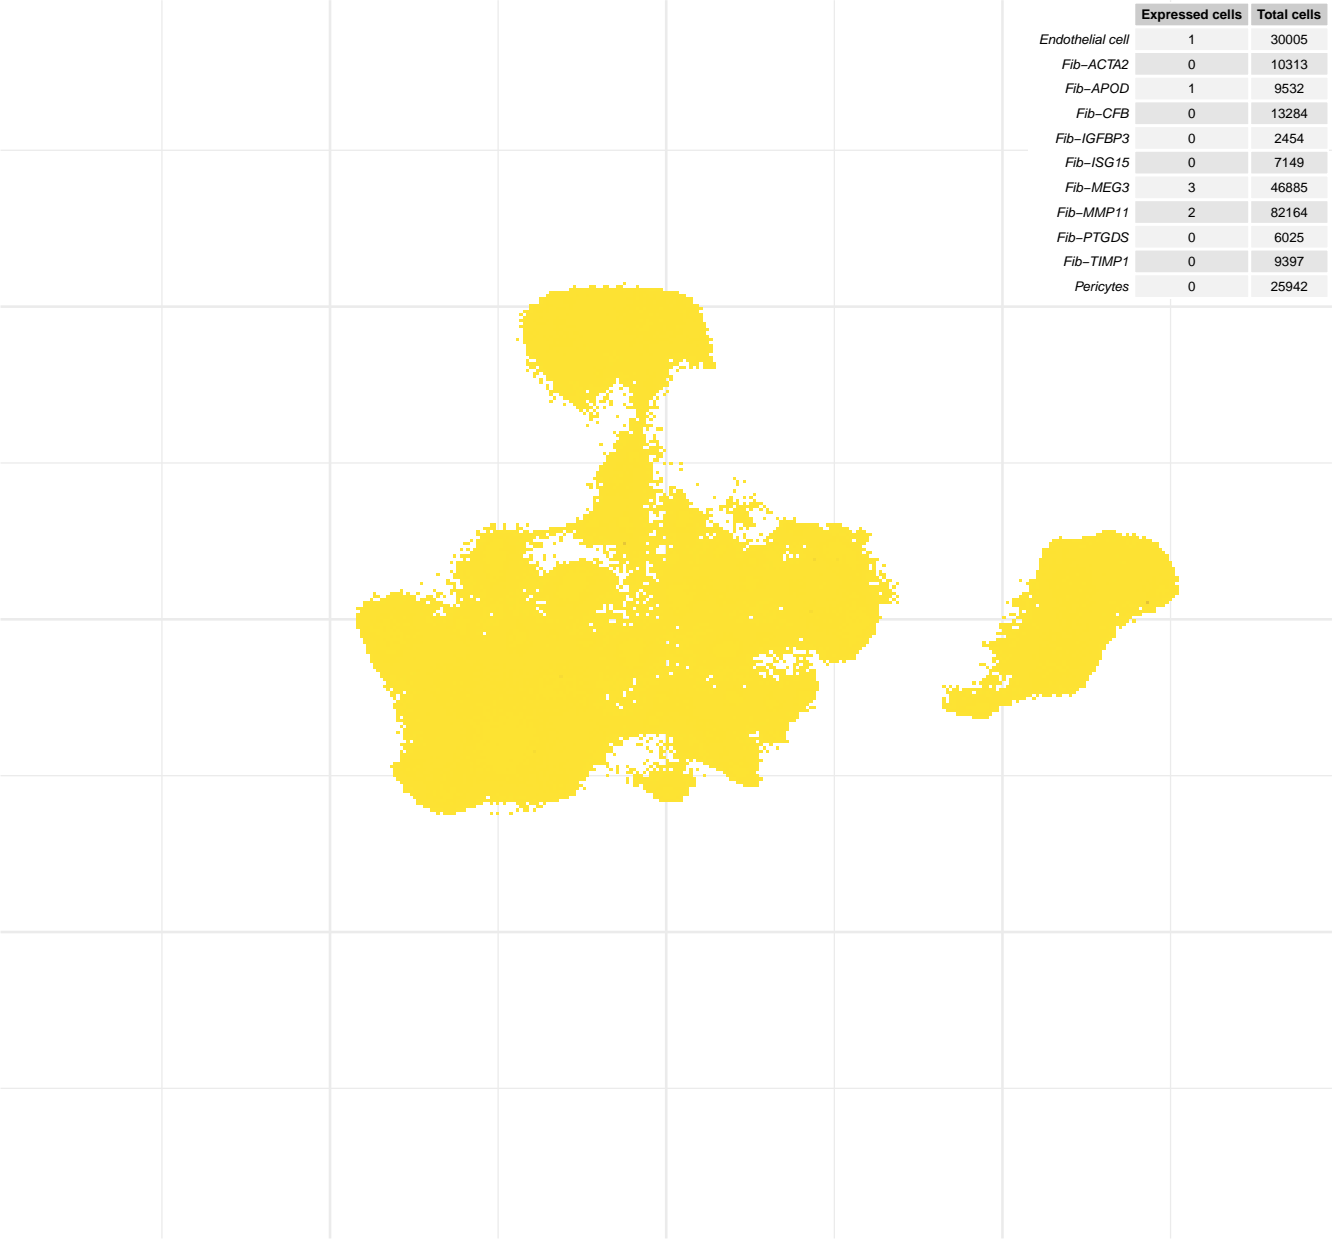 Expressed cells Total cells
Endothelial cell 1 30005
Fib−ACTA2 0 10313
Fib−APOD 1 9532
Fib−CFB 0 13284
Fib−IGFBP3 0 2454
Fib−ISG15 0 7149
Fib−MEG3 3 46885
Fib−MMP11 2 82164
Fib−PTGDS 0 6025
Fib−TIMP1 0 9397
Pericytes 0 25942